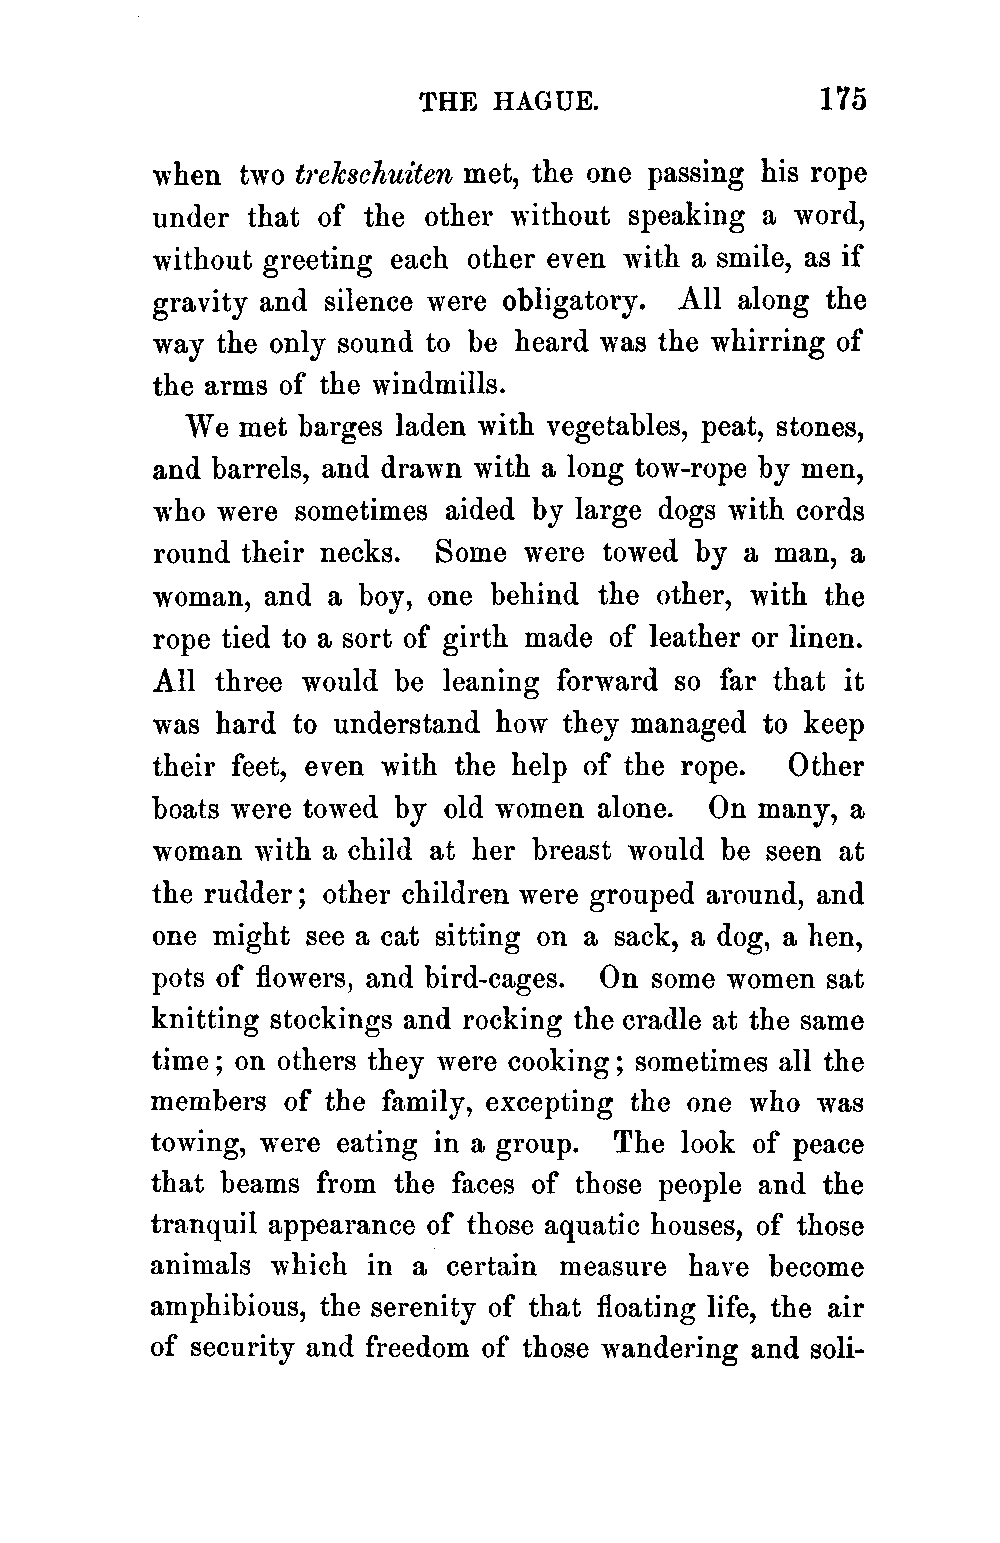 THE HAGUE. 175
when two trekschuiten met, the one passing his rope
under that of the other without speaking a word,
without greeting each other even with a smile, as if
gravity and silence were obligatory. All along the
way the only sound to be heard was the whirring of
the arms of the windmills.
We met barges laden with vegetables, peat, stones,
and barrels, and drawn with a long tow-rope by men,
who were sometimes aided by large dogs with cords
round their necks. Some were towed by a man, a
woman, and a boy, one behind the other, with the
rope tied to a sort of girth made of leather or linen.
All three would be leaning forward so far that it
was hard to understand how they managed to keep
their feet, even with the help of the rope. Other
boats were towed by old women alone. On many, a
woman with a child at her breast would be seen at
the rudder; other children were grouped around, and
one might see a cat sitting on a sack, a dog, a hen,
pots of flowers, and bird-cages. On some women sat
knitting stockings and rocking the cradle at the same
time; on others they were cooking; sometimes all the
members of the family, excepting the one who was
towing, were eating in a group. The look of peace
that beams from the faces of those people and the
tranquil appearance of those aquatic houses, of those
animals which in a certain measure have become
amphibious, the serenity of that floating life, the air
of security and freedom of those wandering and soli-